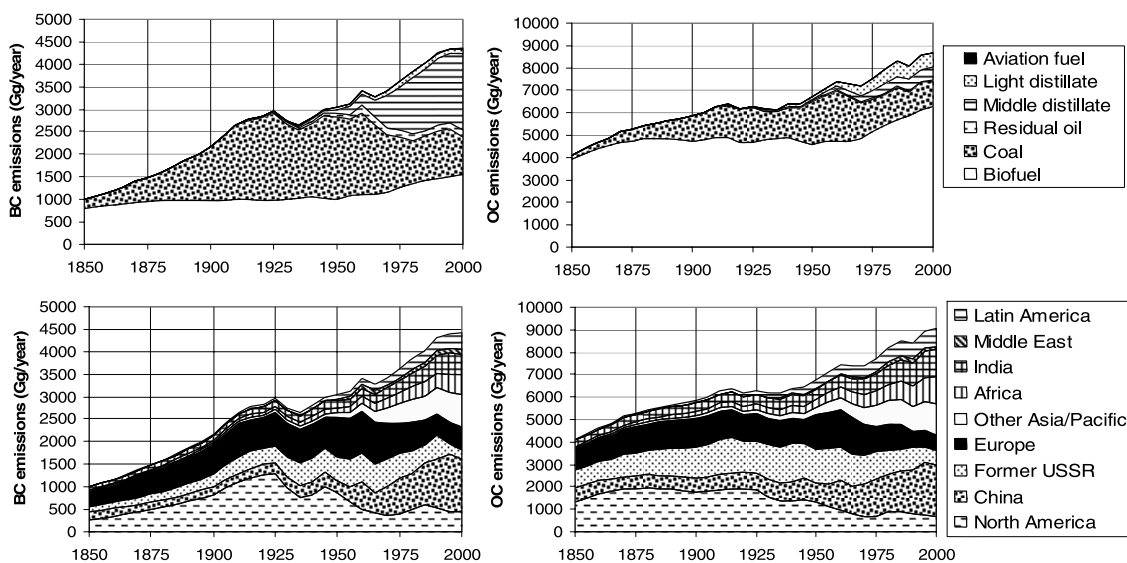 BC emissions (Gg/year)
5000
4500
4000
3500
3000
2500
2000
1500
1000
500
0
1850 1875 1900 1925 1950 1975 2000
OC emissions (Gg/year)
10000
9000
8000
7000
6000
5000
4000
3000
2000
1000
0
1850 1875 1900 1925 1950 1975 2000
Aviation fuel
Light distillate
Middle distillate
Residual oil
Coal
Biofuel
BC emissions (Gg/year)
5000
4500
4000
3500
3000
2500
2000
1500
1000
500
0
1850 1875 1900 1925 1950 1975 2000
OC emissions (Gg/year)
10000
9000
8000
7000
6000
5000
4000
3000
2000
1000
0
1850 1875 1900 1925 1950 1975 2000
Latin America
Middle East
India
Africa
Other Asia/Pacific
Europe
Former USSR
China
North America